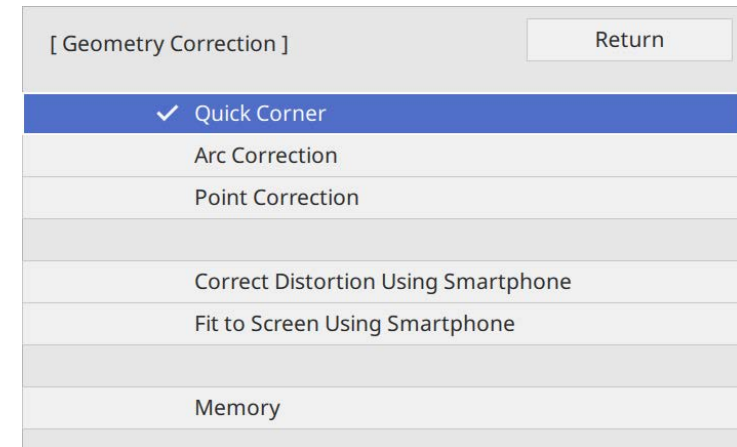 [ Geometry Correction ]
Return
✓ Quick Corner
Arc Correction
Point Correction
Correct Distortion Using Smartphone
Fit to Screen Using Smartphone
Memory